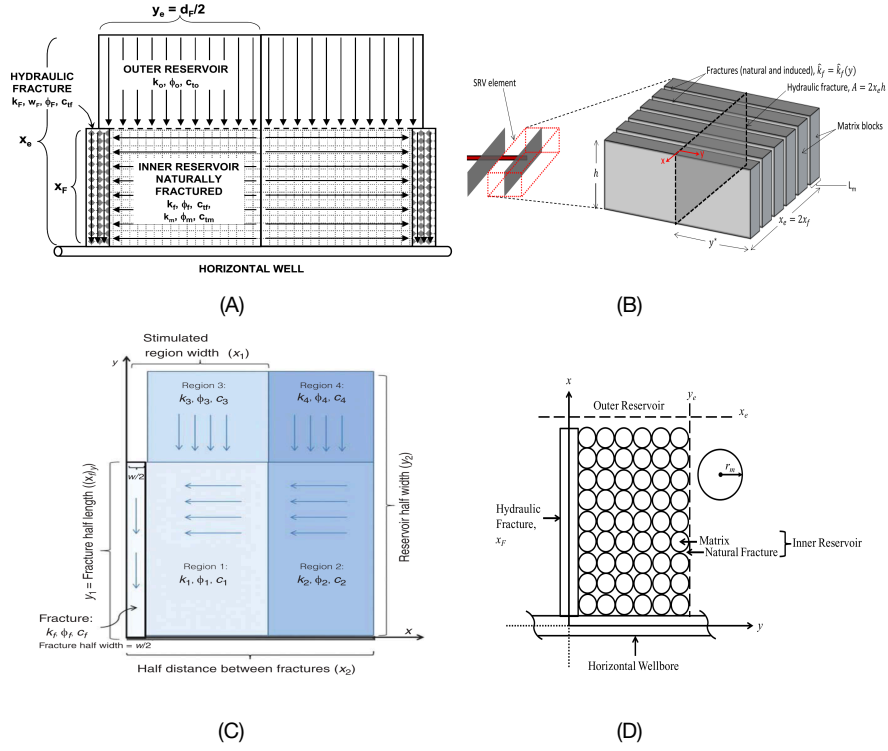 y_e = d_F/2
OUTER RESERVOIR
k_o, ϕ_o, c_to
HYDRAULIC
FRACTURE
k_F, w_F, ϕ_F, c_tf
x_e
x_F
INNER RESERVOIR
NATURALLY
FRACTURED
k_f, ϕ_f, c_tf,
k_m, ϕ_m, c_tm
HORIZONTAL WELL
(A)
SRV element
Fractures (natural and induced), k̃_f = k̃_f(y)
Hydraulic fracture, A = 2x_e h
Matrix blocks
X
Y
h
L_m
x_e = 2x_f
y*
(B)
Stimulated
region width (x_1)
y
Region 3:
k_3, ϕ_3, c_3
Region 4:
k_4, ϕ_4, c_4
w/2
y_1 = Fracture half length ((x_f)_y)
Reservoir half width (y_2)
Region 1:
k_1, ϕ_1, c_1
Region 2:
k_2, ϕ_2, c_2
Fracture:
k_f, ϕ_f, c_f
Fracture half width = w/2
x
Half distance between fractures (x_2)
(C)
x
y_e
Outer Reservoir
x_e
r_m
Hydraulic
Fracture,
x_F
Matrix
Natural Fracture
Inner Reservoir
y
Horizontal Wellbore
(D)